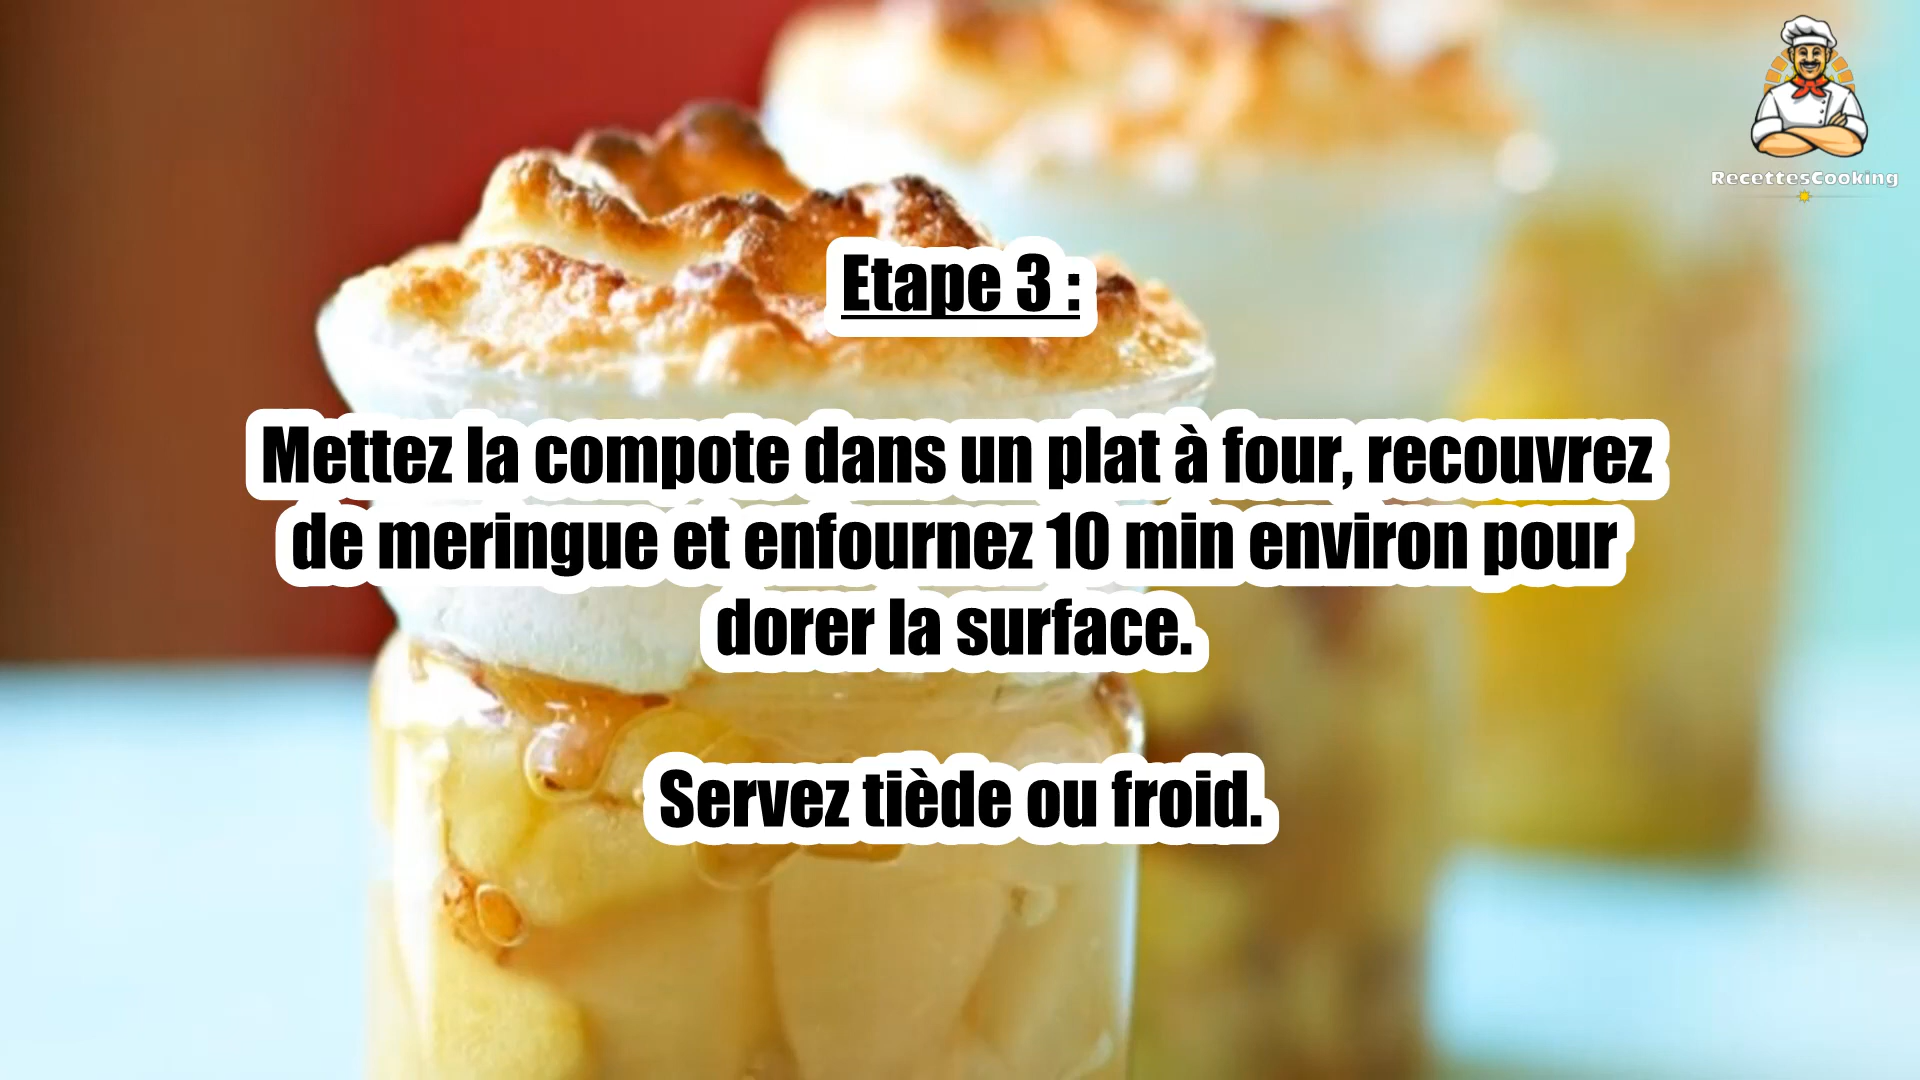 RecettesCooking
Etape 3 :
Mettez la compote dans un plat à four, recouvrez
de meringue et enfournez 10 min environ pour
dorer la surface.
Servez tiède ou froid.